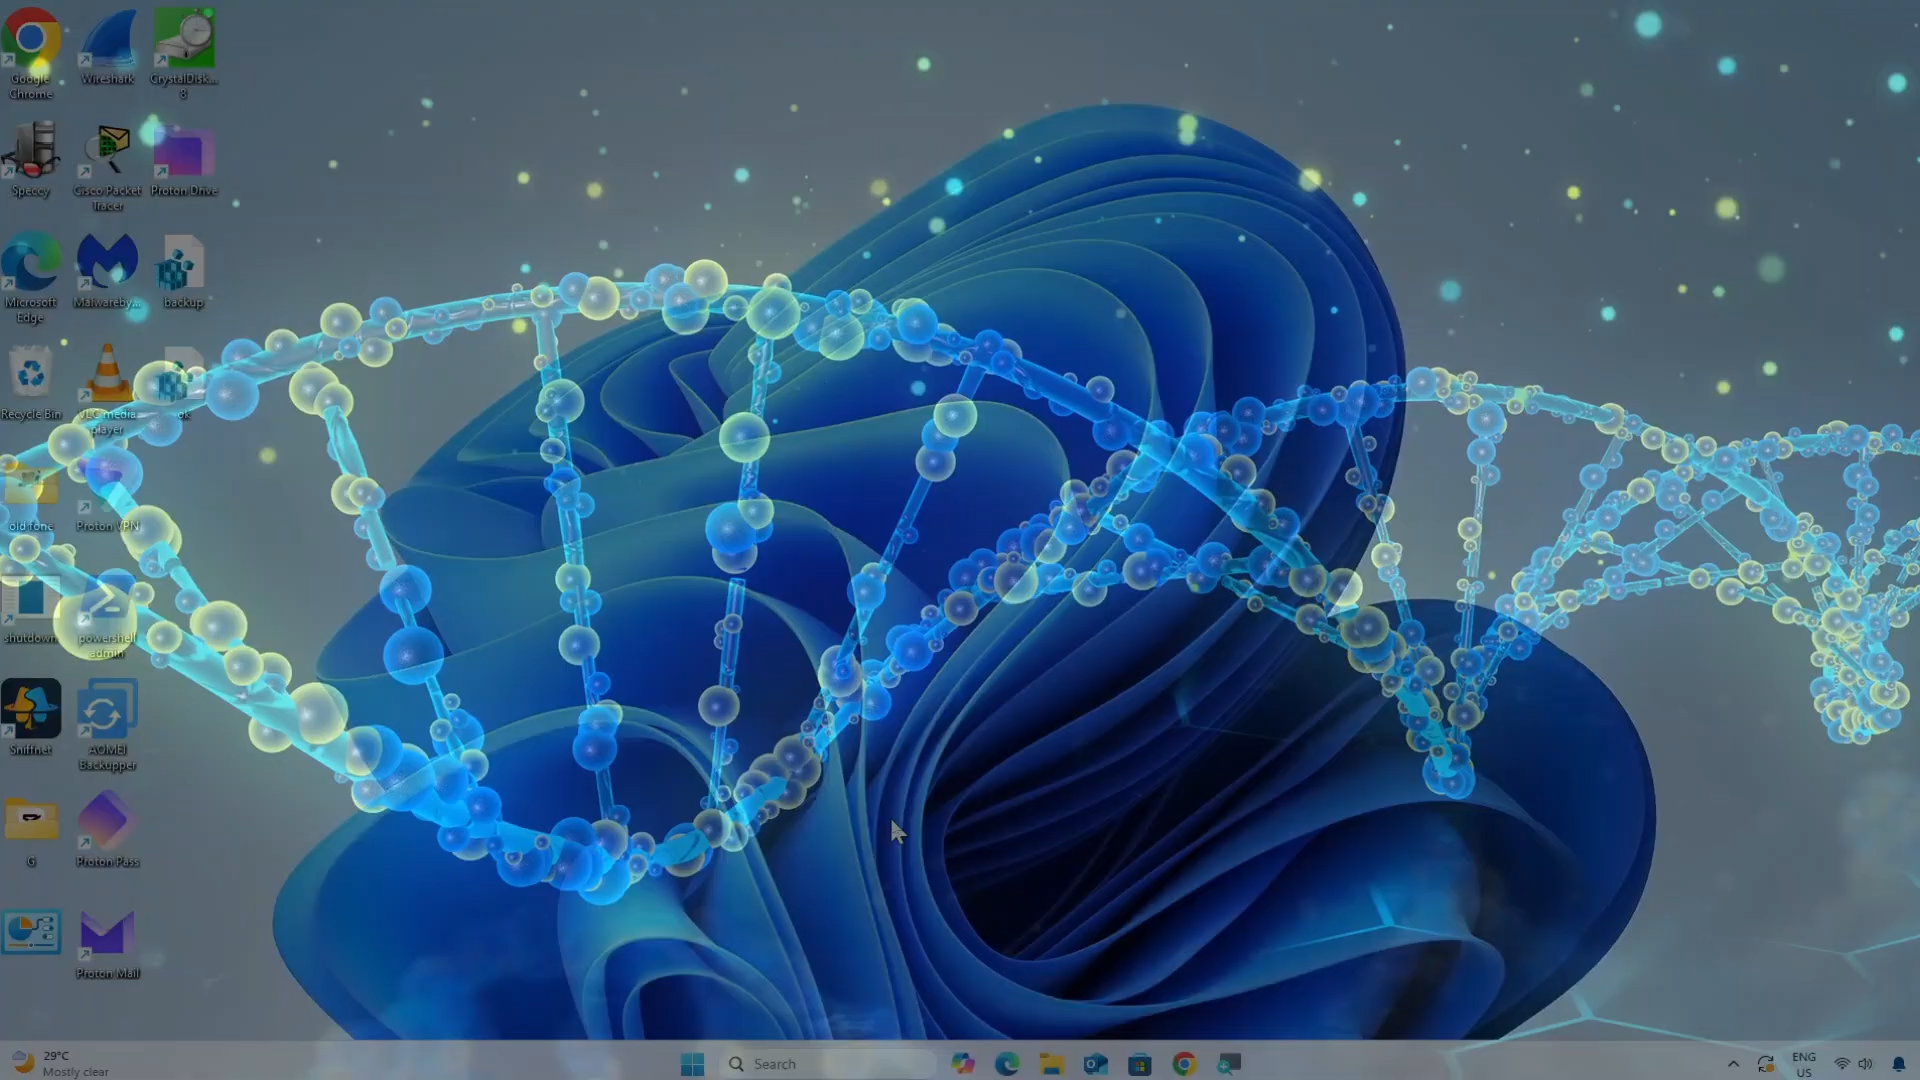 Google
Chrome
Wireshark
CrystalDisk...
8
Speccy
Cisco Packet
Tracer
Proton Drive
Microsoft
Edge
Malwareby...
backup
Recycle Bin
VLC media
player
ok
old fone
Proton VPN
shutdown
powershell
admin
Sniffnet
AOMEI
Backupper
G
Proton Pass
Proton Mail
29°C
Mostly clear
Search
ENG
US